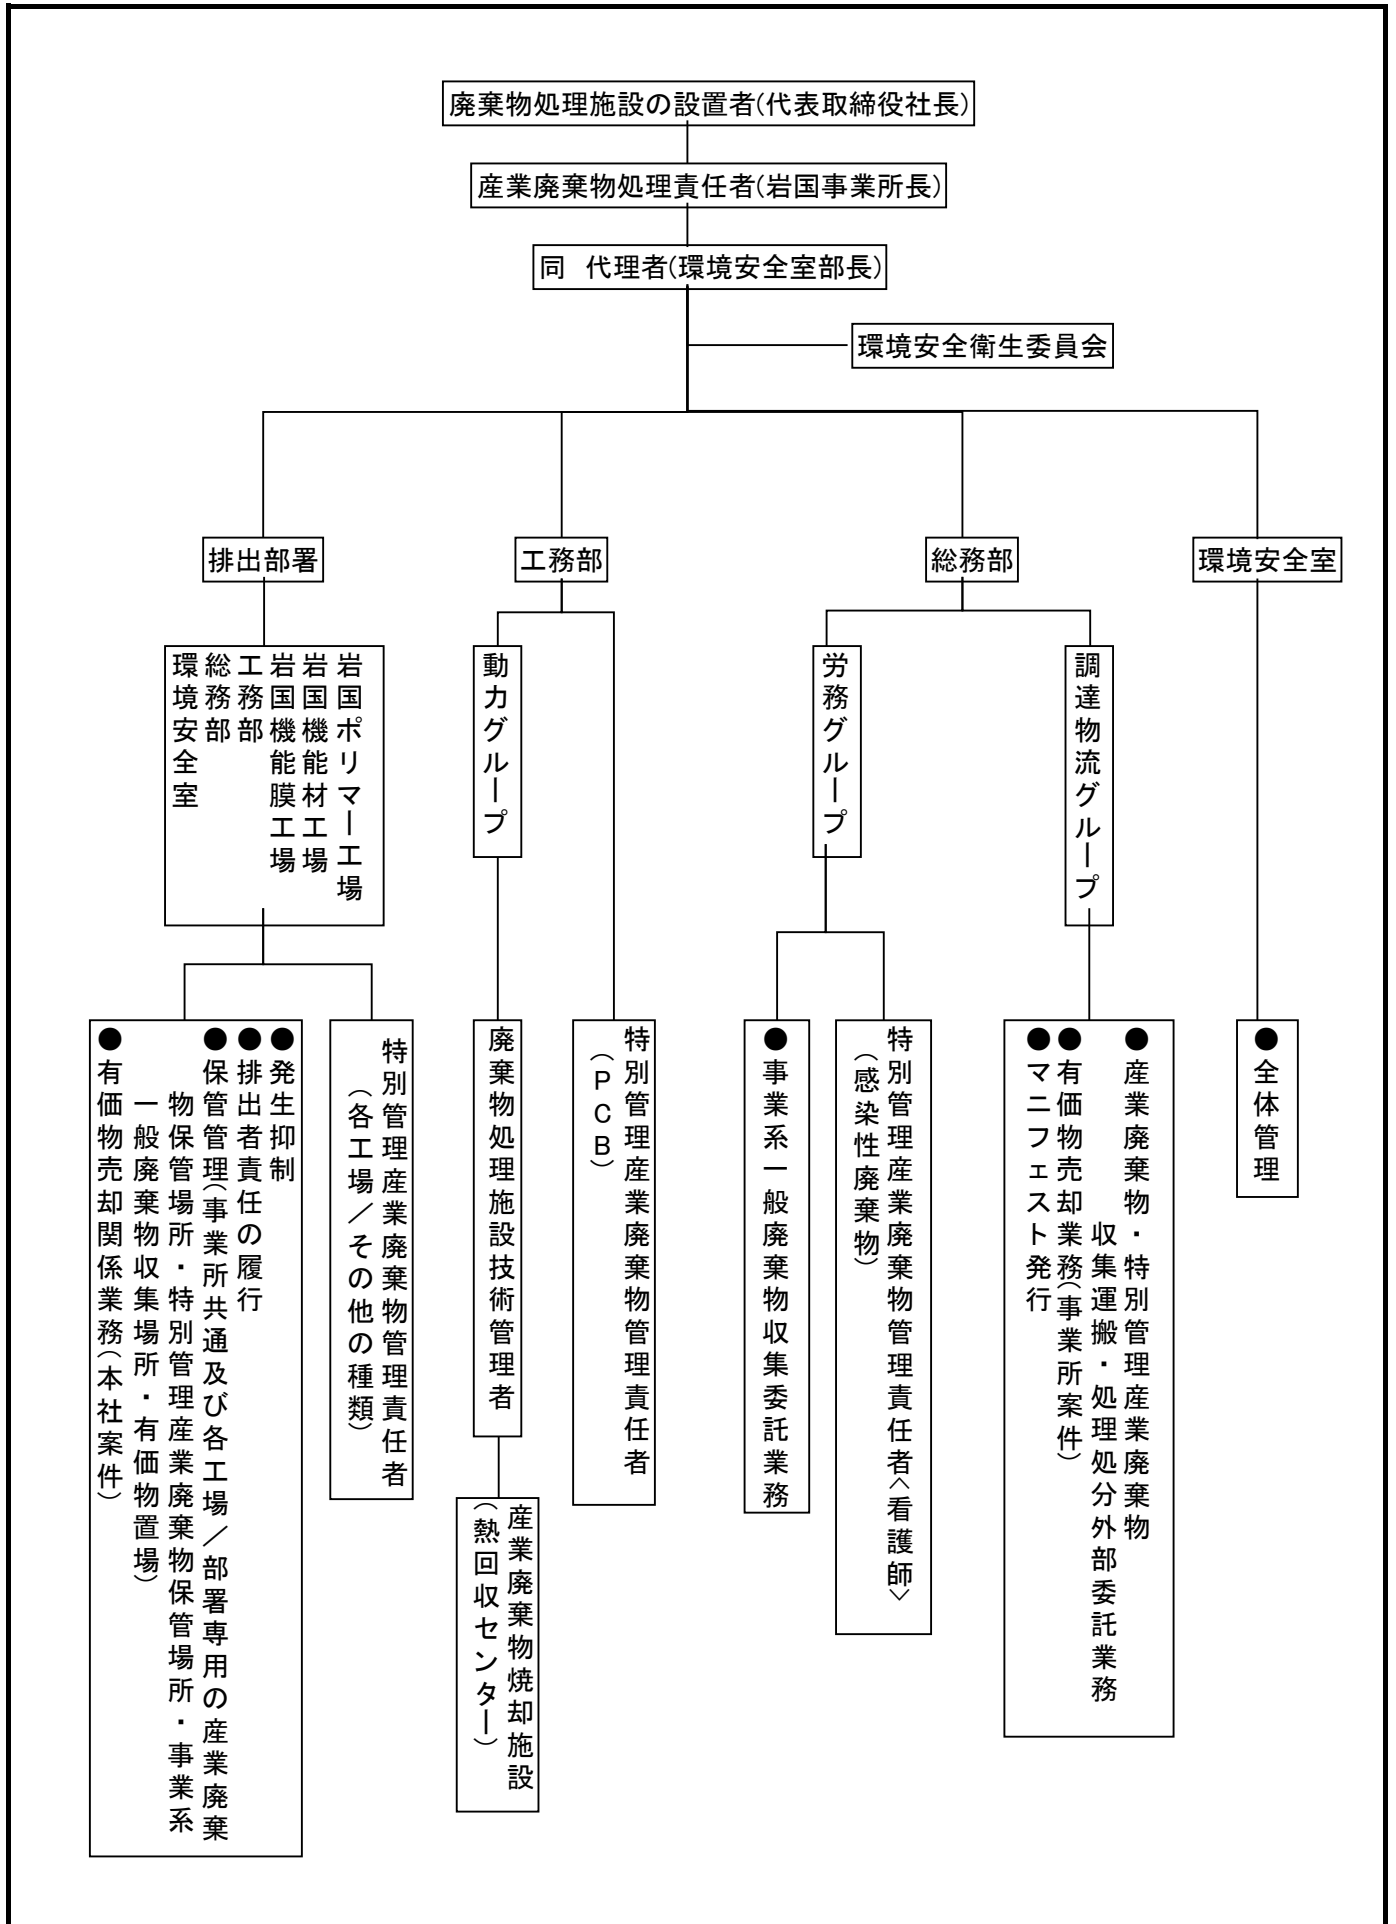 廃棄物処理施設の設置者(代表取締役社長)
産業廃棄物処理責任者(岩国事業所長)
同　代理者(環境安全室部長)
環境安全衛生委員会
排出部署
工務部
総務部
環境安全室
岩国ポリマー工場
岩国機能材工場
岩国機能膜工場
工務部
総務部
環境安全室
動力グループ
労務グループ
調達物流グループ
●発生抑制
●排出者責任の履行
●保管管理(事業所共通及び各工場／部署専用の産業廃棄
物保管場所・特別管理産業廃棄物保管場所・事業系
一般廃棄物収集場所・有価物置場)
●有価物売却関係業務(本社案件)
特別管理産業廃棄物管理責任者
(各工場／その他の種類)
廃棄物処理施設技術管理者
産業廃棄物焼却施設
(熱回収センター)
特別管理産業廃棄物管理責任者
(ＰＣＢ)
●事業系一般廃棄物収集委託業務
特別管理産業廃棄物管理責任者<看護師>
(感染性廃棄物)
●産業廃棄物・特別管理産業廃棄物
収集運搬・処理処分外部委託業務
●有価物売却業務(事業所案件)
●マニフェスト発行
●全体管理